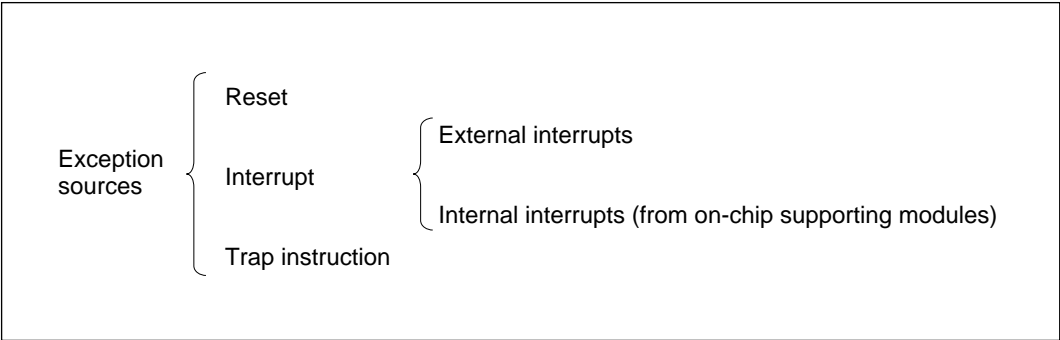 Exception
sources
Reset
Interrupt
External interrupts
Internal interrupts (from on-chip supporting modules)
Trap instruction